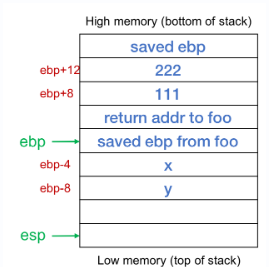 High memory (bottom of stack)
saved ebp
ebp+12 222
ebp+8 111
return addr to foo
ebp saved ebp from foo
ebp-4 x
ebp-8 y
esp
Low memory (top of stack)